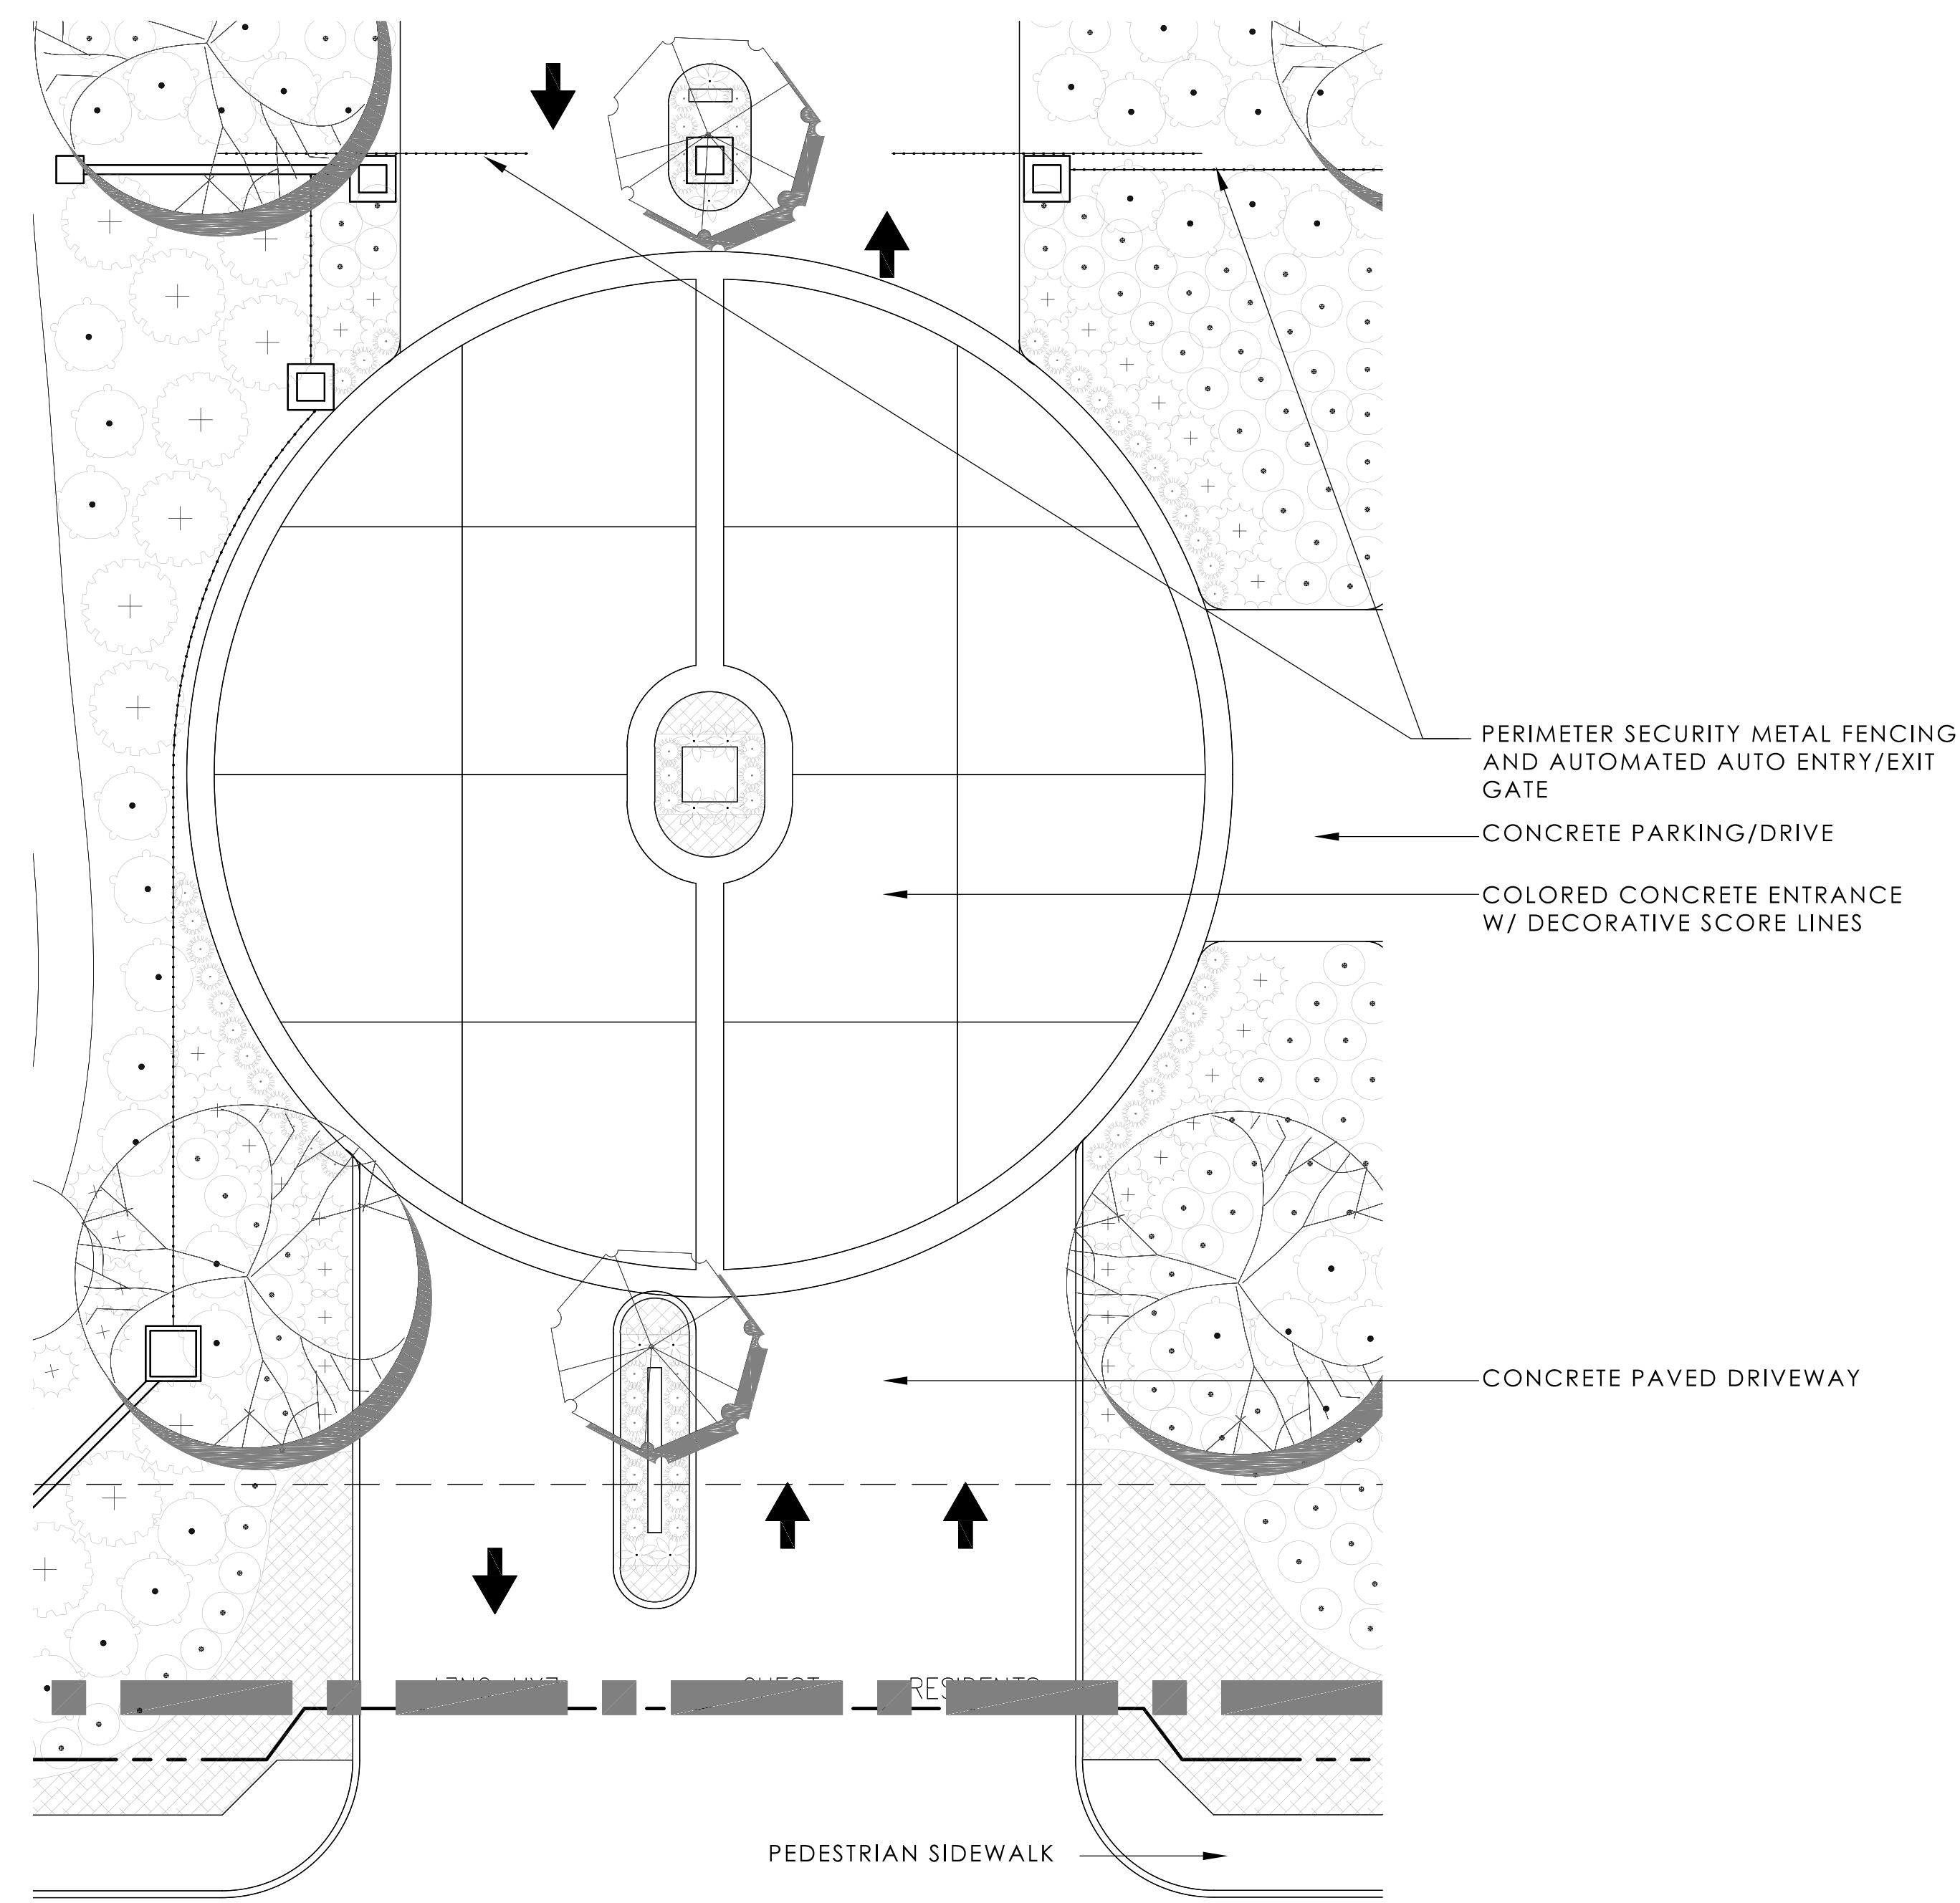 PERIMETER SECURITY METAL FENCING
AND AUTOMATED AUTO ENTRY/EXIT
GATE
CONCRETE PARKING/DRIVE
COLORED CONCRETE ENTRANCE
W/ DECORATIVE SCORE LINES
CONCRETE PAVED DRIVEWAY
RESIDENTS
PEDESTRIAN SIDEWALK